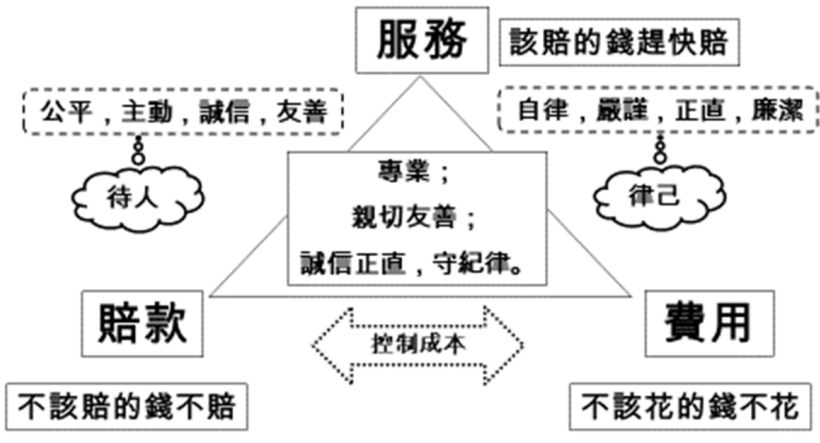 服務
該賠的錢趕快賠
公平，主動，誠信，友善
自律，嚴謹，正直，廉潔
待人
律己
專業；
親切友善；
誠信正直，守紀律。
賠款
控制成本
費用
不該賠的錢不賠
不該花的錢不花